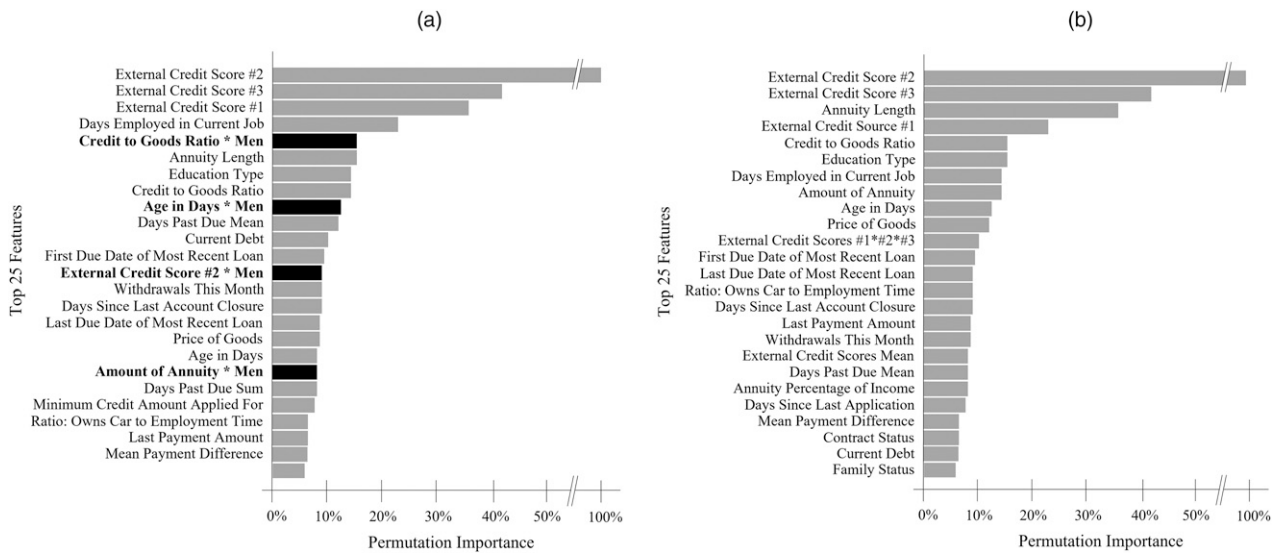 (a)
Top 25 Features
External Credit Score #2
External Credit Score #3
External Credit Score #1
Days Employed in Current Job
Credit to Goods Ratio * Men
Annuity Length
Education Type
Credit to Goods Ratio
Age in Days * Men
Days Past Due Mean
Current Debt
First Due Date of Most Recent Loan
External Credit Score #2 * Men
Withdrawals This Month
Days Since Last Account Closure
Last Due Date of Most Recent Loan
Price of Goods
Age in Days
Amount of Annuity * Men
Days Past Due Sum
Minimum Credit Amount Applied For
Ratio: Owns Car to Employment Time
Last Payment Amount
Mean Payment Difference
0% 10% 20% 30% 40% 50% 100%
Permutation Importance
(b)
Top 25 Features
External Credit Score #2
External Credit Score #3
Annuity Length
External Credit Source #1
Credit to Goods Ratio
Education Type
Days Employed in Current Job
Amount of Annuity
Age in Days
Price of Goods
External Credit Scores #1*#2*#3
First Due Date of Most Recent Loan
Last Due Date of Most Recent Loan
Ratio: Owns Car to Employment Time
Days Since Last Account Closure
Last Payment Amount
Withdrawals This Month
External Credit Scores Mean
Days Past Due Mean
Annuity Percentage of Income
Days Since Last Application
Mean Payment Difference
Contract Status
Current Debt
Family Status
0% 10% 20% 30% 40% 50% 100%
Permutation Importance